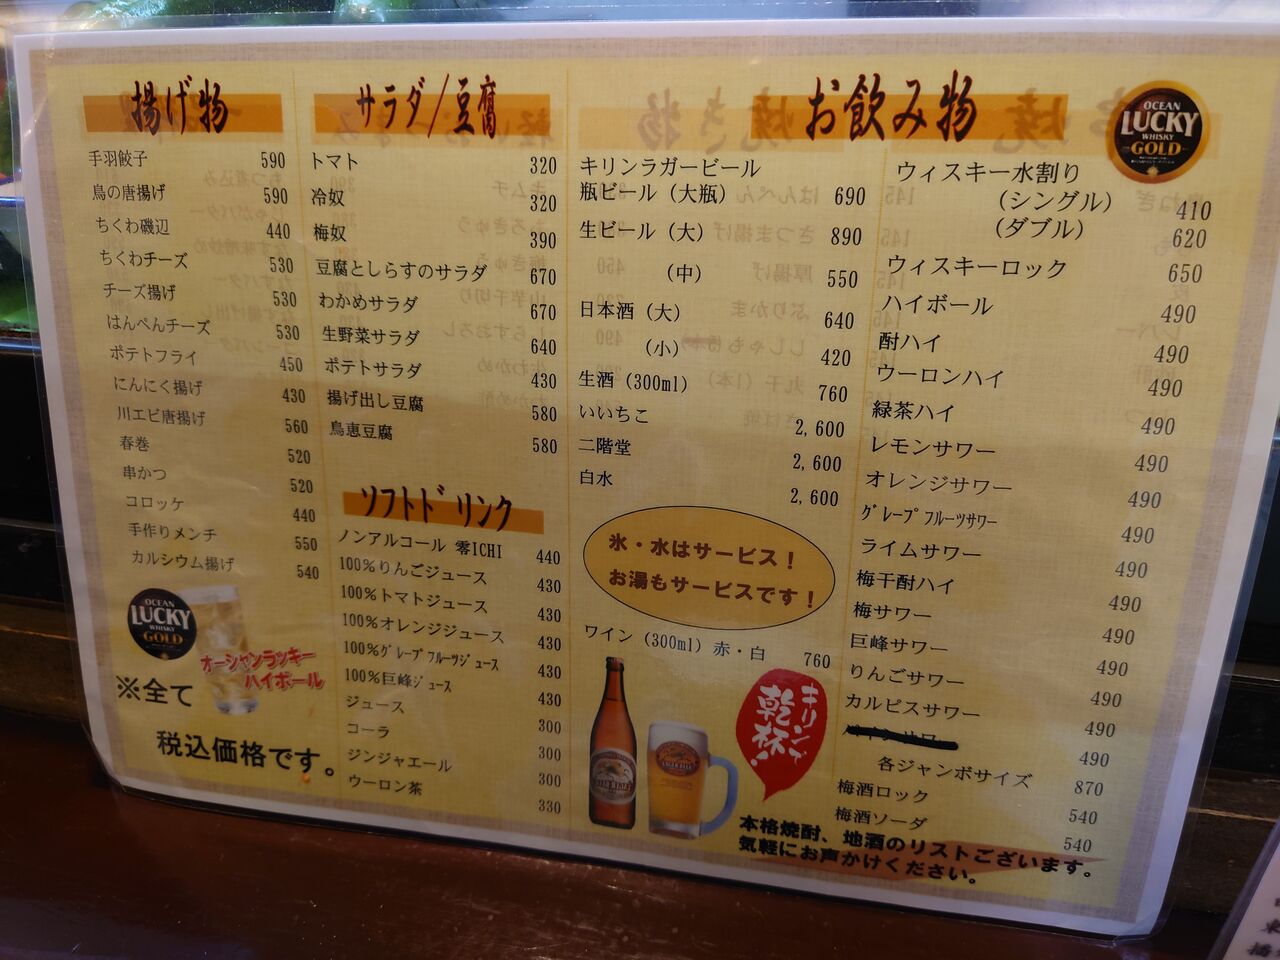 揚げ物
手羽餃子 590
鳥の唐揚げ 590
ちくわ磯辺 440
ちくわチーズ 530
チーズ揚げ 530
はんぺんチーズ 530
ポテトフライ 450
にんにく揚げ 430
川エビ唐揚げ 560
春巻 520
串かつ 520
コロッケ 440
手作りメンチ 550
カルシウム揚げ 540
OCEAN
LUCKY
WHISKY
GOLD
オーシャンラッキー
ハイボール
※全て
税込価格です。
サラダ/豆腐
トマト 320
冷奴 320
梅奴 390
豆腐としらすのサラダ 670
わかめサラダ 670
生野菜サラダ 640
ポテサラダ 430
揚げ出し豆腐 580
鳥恵豆腐 580
ソフトドリンク
ノンアルコール 零ICHI 440
100%りんごジュース 430
100%トマトジュース 430
100%オレンジジュース 430
100%グレープフルーツジュース 430
100%巨峰ジュース 430
ジュース 300
コーラ 300
ジンジャエール 300
ウーロン茶 330
お飲み物
キリンラガービール
瓶ビール（大瓶） 690
生ビール（大） 890
（中） 550
日本酒（大） 640
（小） 420
生酒（300ml） 760
いいちこ 2,600
二階堂 2,600
白水 2,600
氷・水はサービス！
お湯もサービスです！
ワイン（300ml）赤・白 760
キリンで
乾杯！
OCEAN
LUCKY
WHISKY
GOLD
ウィスキー水割り
（シングル） 410
（ダブル） 620
ウィスキーロック 650
ハイボール 490
酎ハイ 490
ウーロンハイ 490
緑茶ハイ 490
レモンサワー 490
オレンジサワー 490
グレープフルーツサワー 490
ライムサワー 490
梅干酎ハイ 490
梅サワー 490
巨峰サワー 490
りんごサワー 490
カルピスサワー 490
490
各ジャンボサイズ 870
梅酒ロック 540
梅酒ソーダ 540
本格焼酎、地酒のリストございます。
気軽にお声かけください。